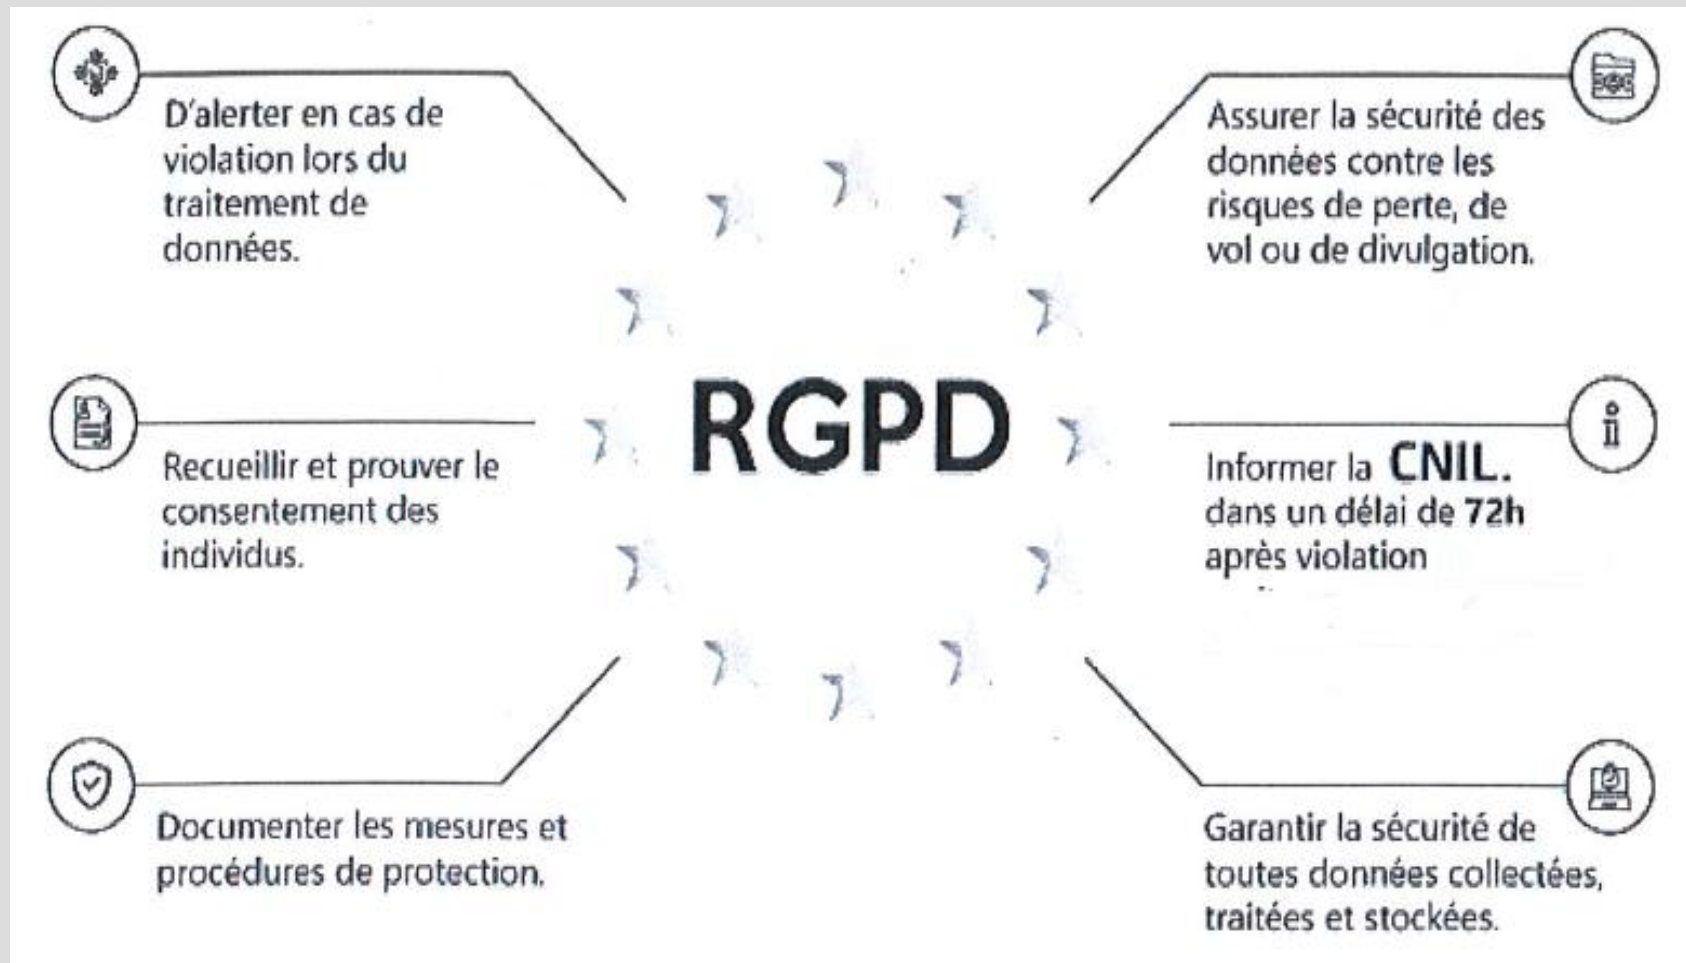 D'alerter en cas de
violation lors du
traitement de
données.
Assurer la sécurité des
données contre les
risques de perte, de
vol ou de divulgation.
RGPD
Recueillir et prouver le
consentement des
individus.
Informer la CNIL.
dans un délai de 72h
après violation
Documenter les mesures et
procédures de protection.
Garantir la sécurité de
toutes données collectées,
traitées et stockées.